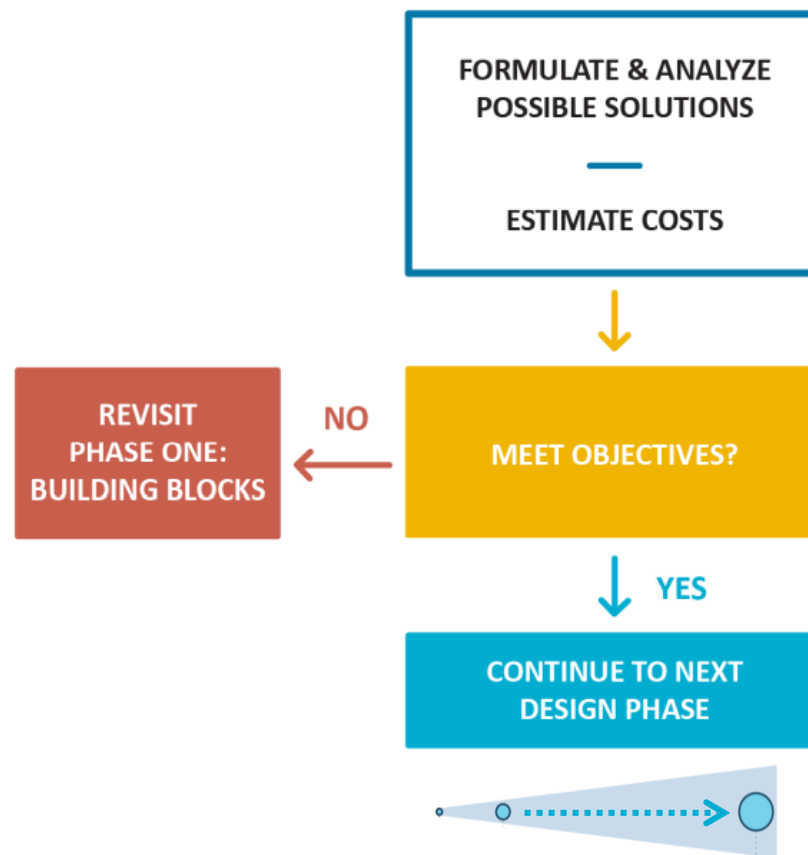 FORMULATE & ANALYZE
POSSIBLE SOLUTIONS
ESTIMATE COSTS
REVISIT
PHASE ONE:
BUILDING BLOCKS
NO
MEET OBJECTIVES?
YES
CONTINUE TO NEXT
DESIGN PHASE